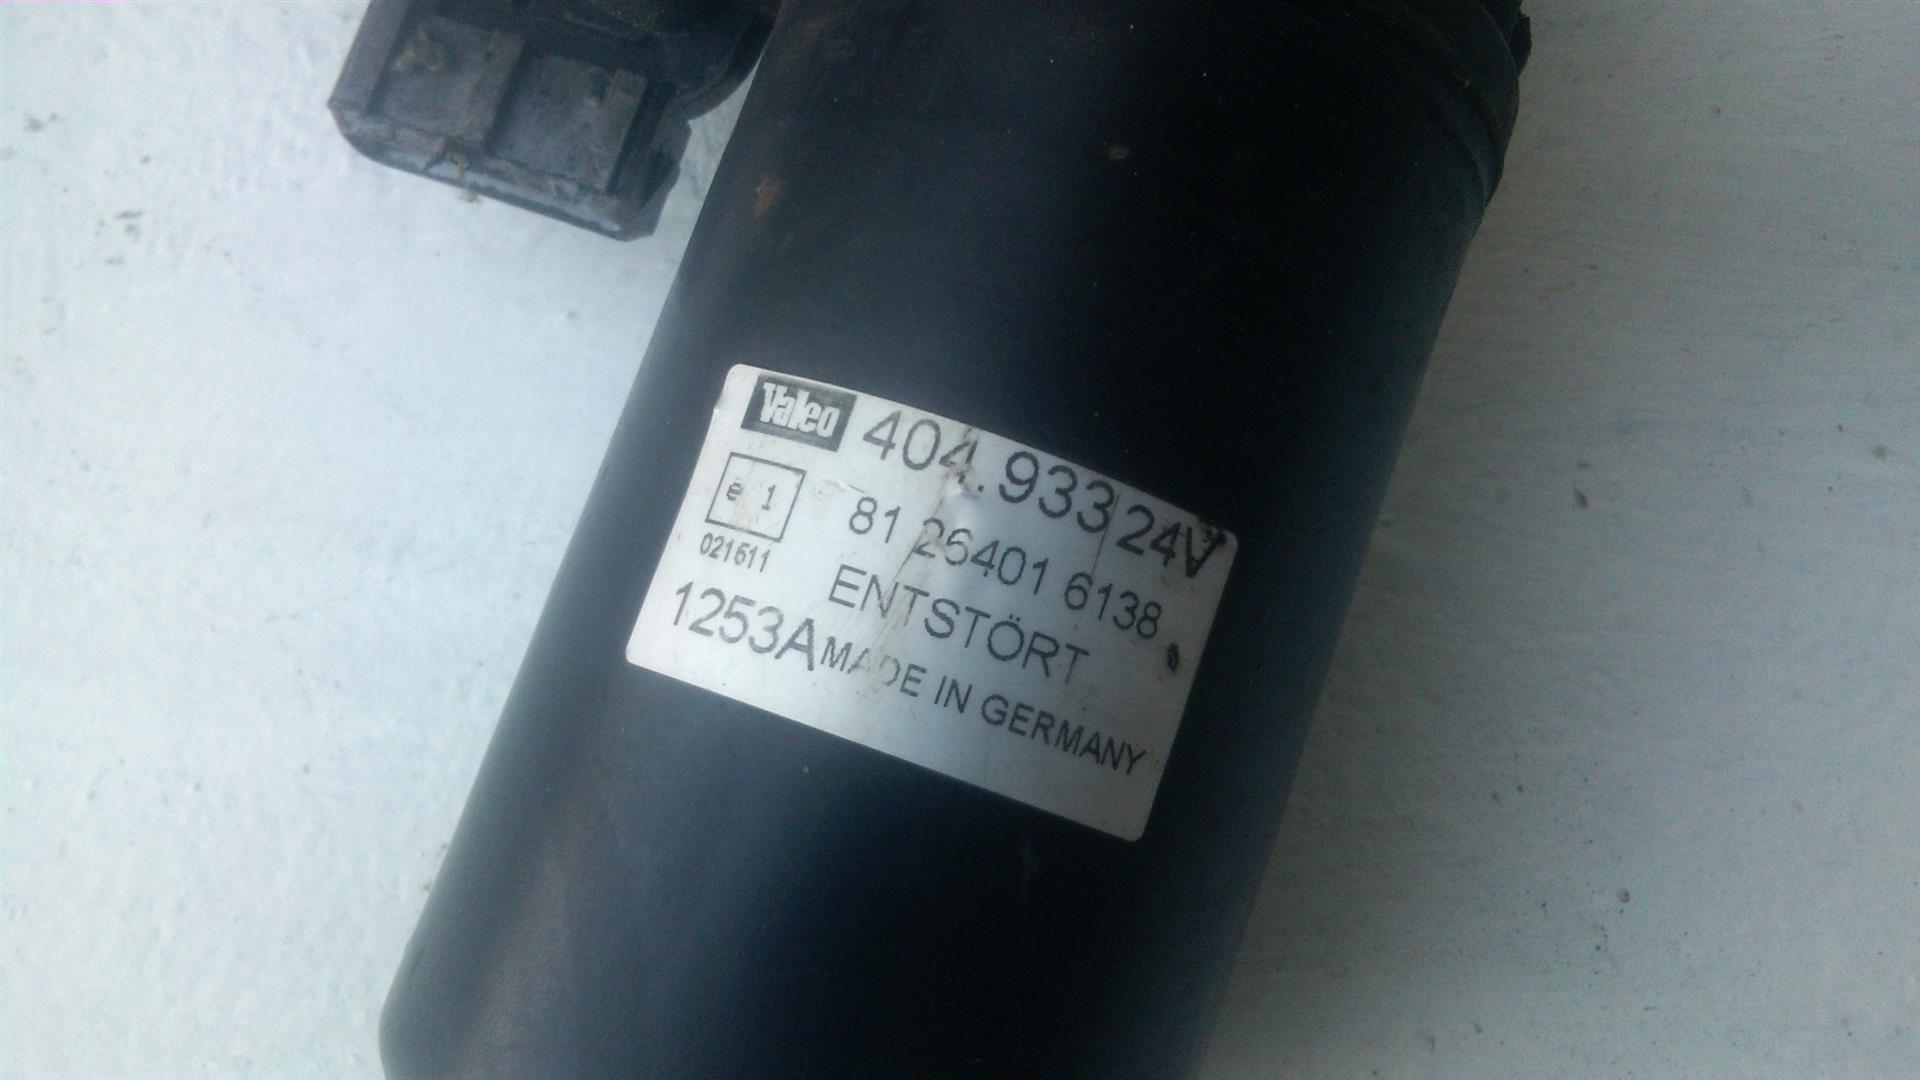 Valeo 404.933 24V
e 1 81 26401 6138
021611 ENTSTÖRT
1253A MADE IN GERMANY